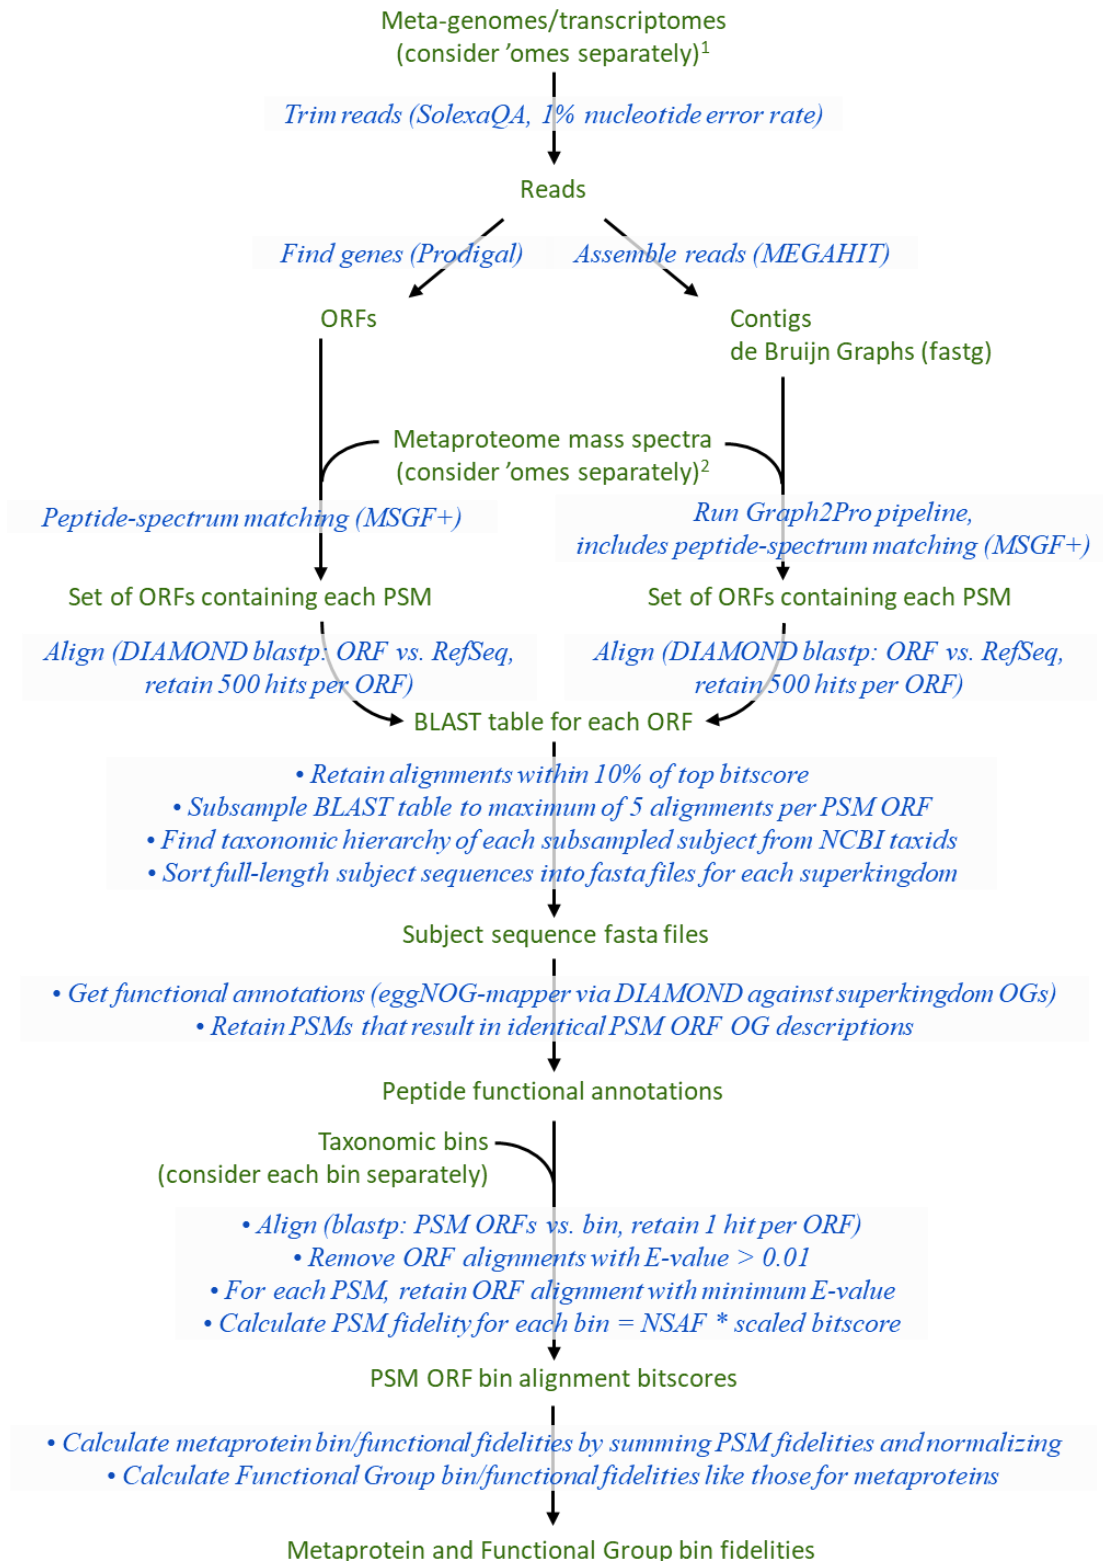 Meta-genomes/transcriptomes
(consider ’omes separately)1
Trim reads (SolexaQA, 1% nucleotide error rate)
Reads
Find genes (Prodigal)
Assemble reads (MEGAHIT)
ORFs
Contigs
de Bruijn Graphs (fastg)
Metaproteome mass spectra
(consider ’omes separately)2
Peptide-spectrum matching (MSGF+)
Run Graph2Pro pipeline,
includes peptide-spectrum matching (MSGF+)
Set of ORFs containing each PSM
Set of ORFs containing each PSM
Align (DIAMOND blastp: ORF vs. RefSeq,
retain 500 hits per ORF)
Align (DIAMOND blastp: ORF vs. RefSeq,
retain 500 hits per ORF)
BLAST table for each ORF
• Retain alignments within 10% of top bitscore
• Subsample BLAST table to maximum of 5 alignments per PSM ORF
• Find taxonomic hierarchy of each subsampled subject from NCBI taxids
• Sort full-length subject sequences into fasta files for each superkingdom
Subject sequence fasta files
• Get functional annotations (eggNOG-mapper via DIAMOND against superkingdom OGs)
• Retain PSMs that result in identical PSM ORF OG descriptions
Peptide functional annotations
Taxonomic bins
(consider each bin separately)
• Align (blastp: PSM ORFs vs. bin, retain 1 hit per ORF)
• Remove ORF alignments with E-value > 0.01
• For each PSM, retain ORF alignment with minimum E-value
• Calculate PSM fidelity for each bin = NSAF * scaled bitscore
PSM ORF bin alignment bitscores
• Calculate metaprotein bin/functional fidelities by summing PSM fidelities and normalizing
• Calculate Functional Group bin/functional fidelities like those for metaproteins
Metaprotein and Functional Group bin fidelities